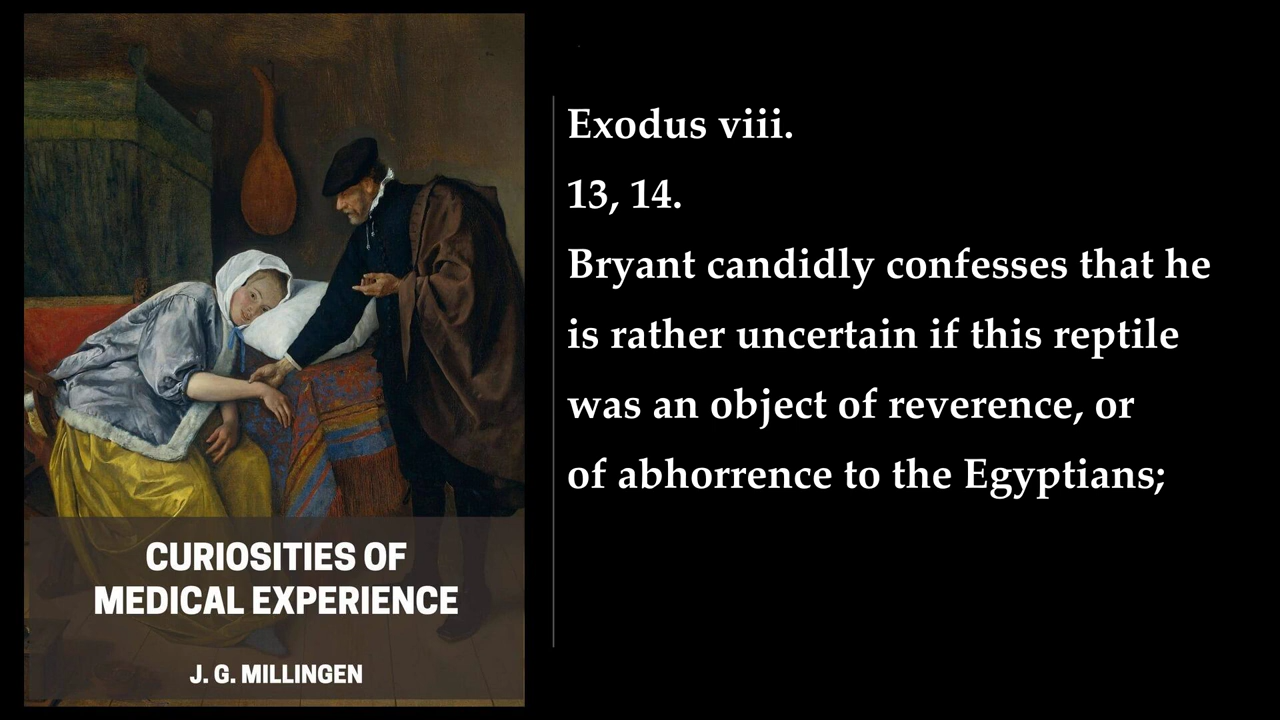 CURIOSITIES OF
MEDICAL EXPERIENCE
J. G. MILLINGEN
Exodus viii.
13, 14.
Bryant candidly confesses that he
is rather uncertain if this reptile
was an object of reverence, or
of abhorrence to the Egyptians;